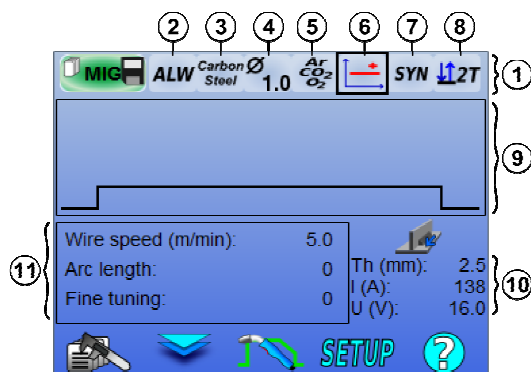 2 3 4 5 6 7 8
MIG ALW Carbon Steel Ø 1.0 Ar CO2 O2 SYN 2T 1
9
Wire speed (m/min): 5.0
Arc length: 0
Fine tuning: 0
11
Th (mm): 2.5
I (A): 138
U (V): 16.0
10
SETUP ?